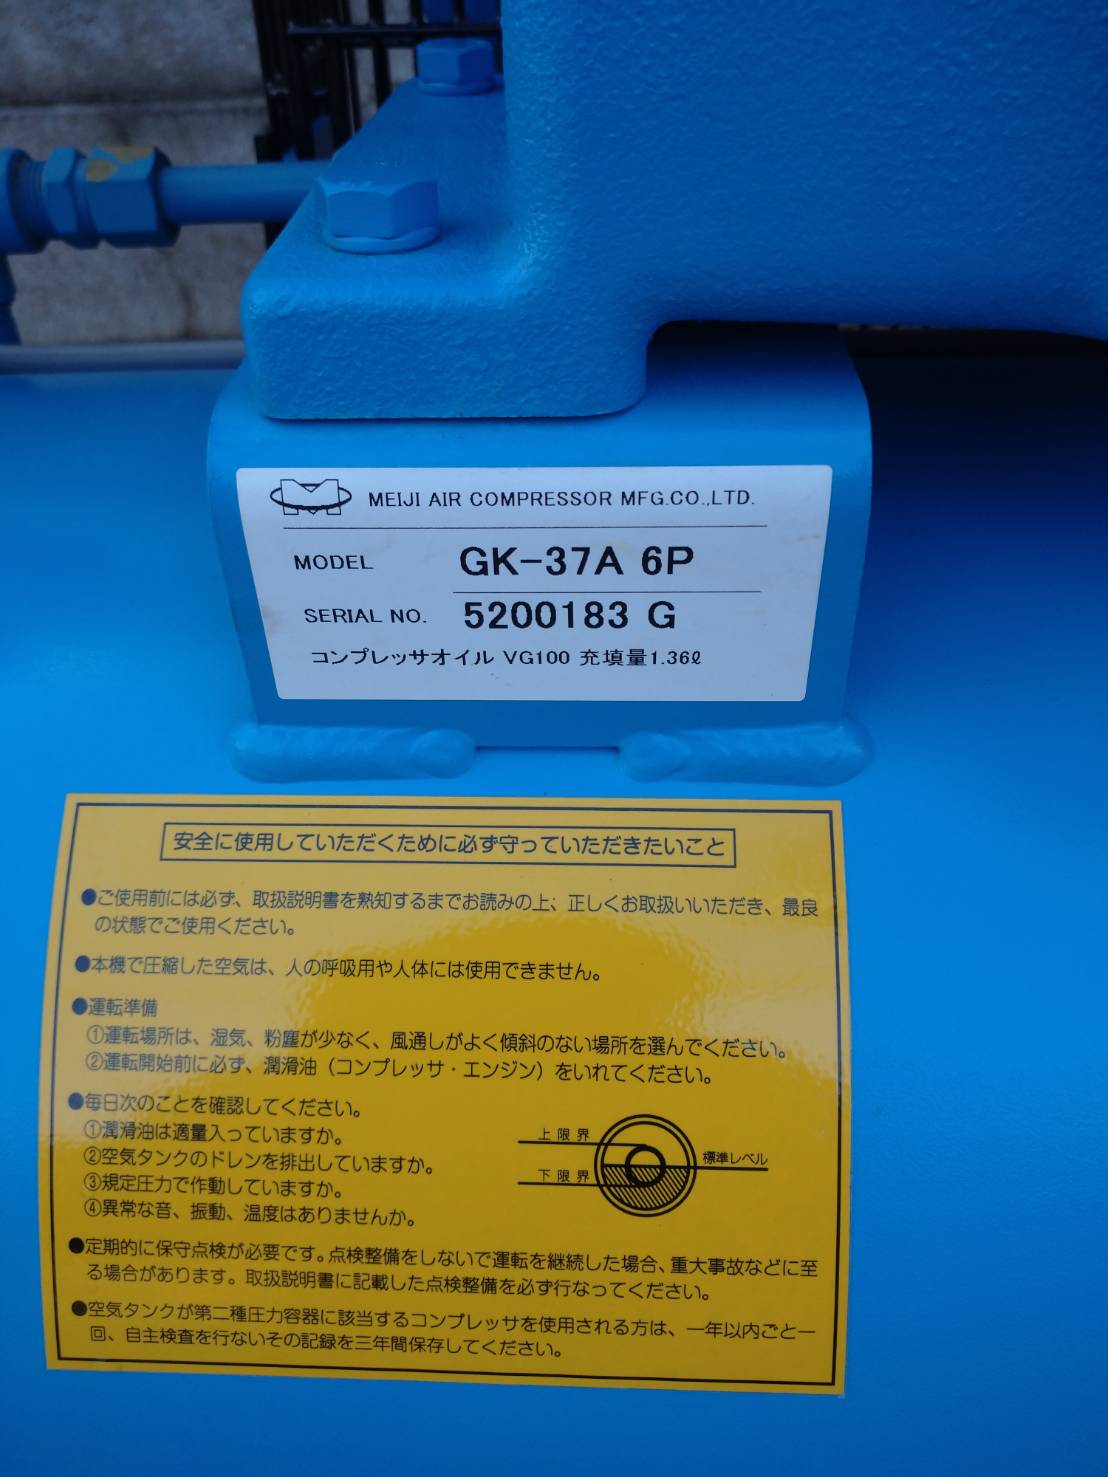 MEIJI AIR COMPRESSOR MFG.CO.,LTD.
MODEL GK-37A 6P
SERIAL NO. 5200183 G
コンプレッサオイル VG100 充填量1.36ℓ
安全に使用していただくために必ず守っていただきたいこと
●ご使用前には必ず、取扱説明書を熟知するまでお読みの上、正しくお取扱いいただき、最良
の状態でご使用ください。
●本機で圧縮した空気は、人の呼吸用や人体には使用できません。
●運転準備
①運転場所は、湿気、粉塵が少なく、風通しがよく傾斜のない場所を選んでください。
②運転開始前に必ず、潤滑油（コンプレッサ・エンジン）をいれてください。
●毎日次のことを確認してください。
①潤滑油は適量入っていますか。
②空気タンクのドレンを排出していますか。
③規定圧力で作動していますか。
④異常な音、振動、温度はありませんか。
上限界
標準レベル
下限界
●定期的に保守点検が必要です。点検整備をしないで運転を継続した場合、重大事故などに至
る場合があります。取扱説明書に記載した点検整備を必ず行なってください。
●空気タンクが第二種圧力容器に該当するコンプレッサを使用される方は、一年以内ごと一
回、自主検査を行ないその記録を三年間保存してください。